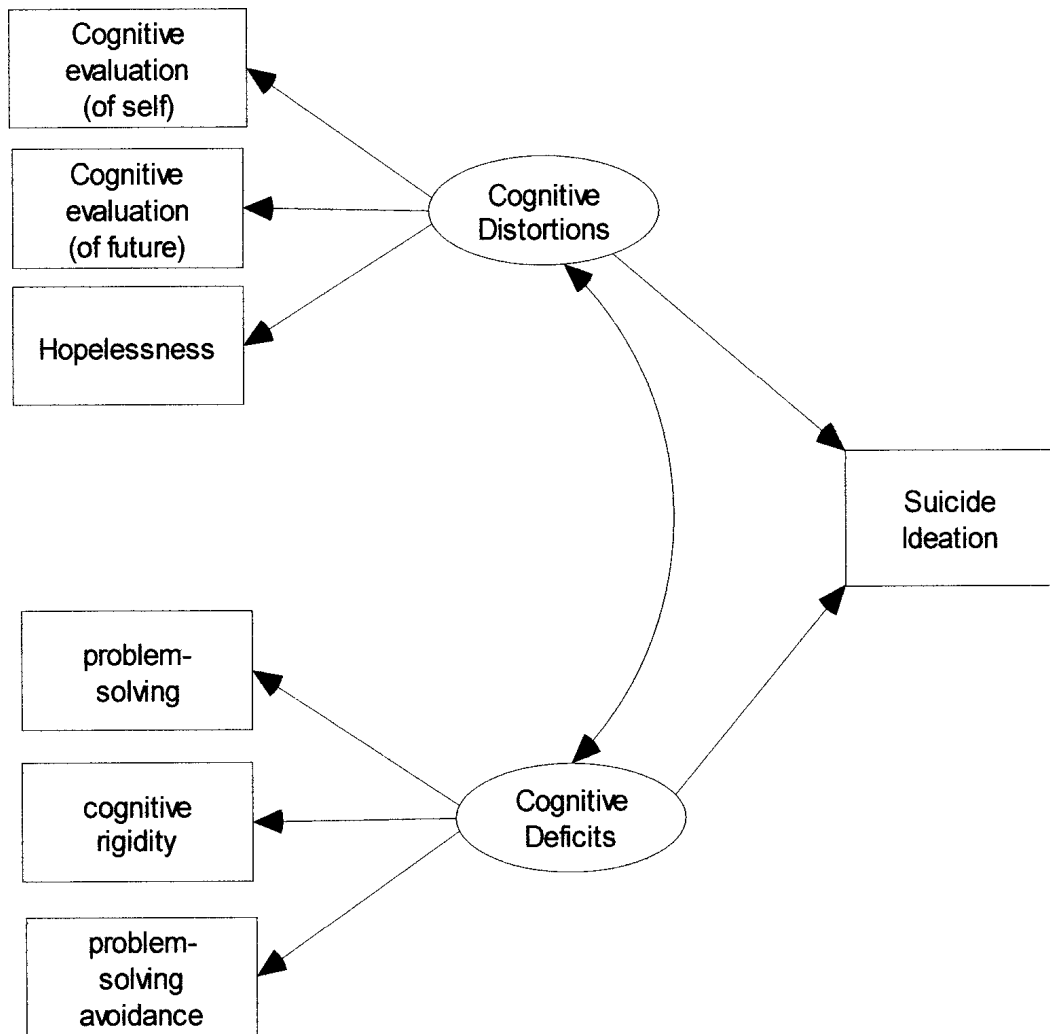 Cognitive
evaluation
(of self)
Cognitive
evaluation
(of future)
Hopelessness
Cognitive
Distortions
Suicide
Ideation
problem-
solving
cognitive
rigidity
problem-
solving
avoidance
Cognitive
Deficits